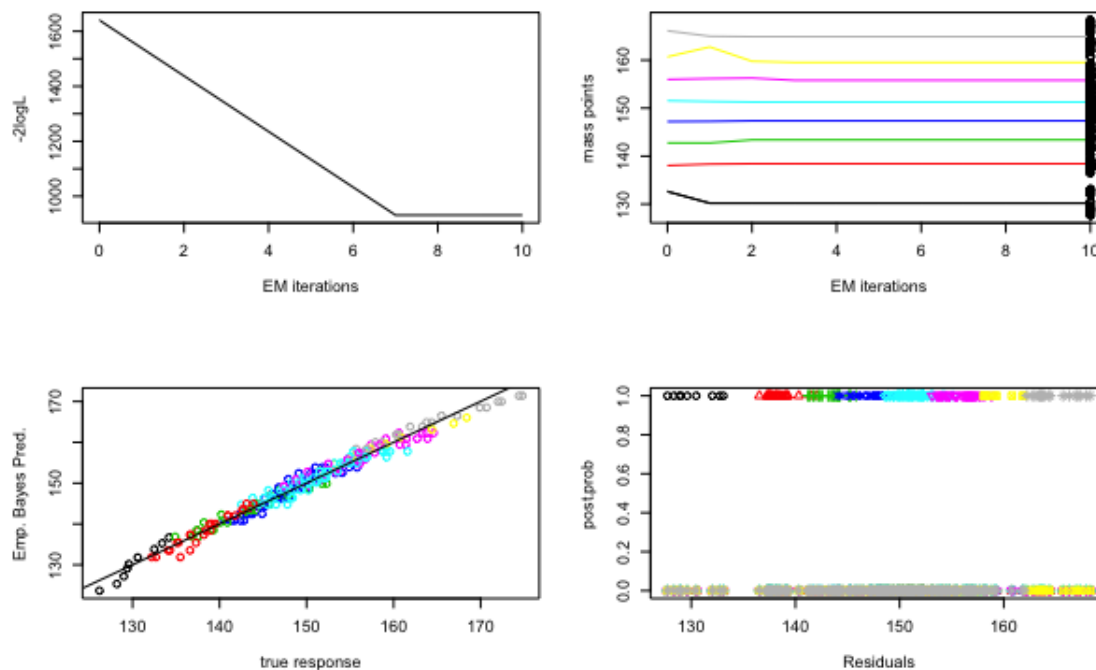 -2logL
1000 1200 1400 1600
0 2 4 6 8 10
EM iterations
mass points
130 140 150 160
0 2 4 6 8 10
EM iterations
Emp. Bayes Pred.
130 150 170
130 140 150 160 170
true response
post.prob
0.0 0.2 0.4 0.6 0.8 1.0
130 140 150 160
Residuals